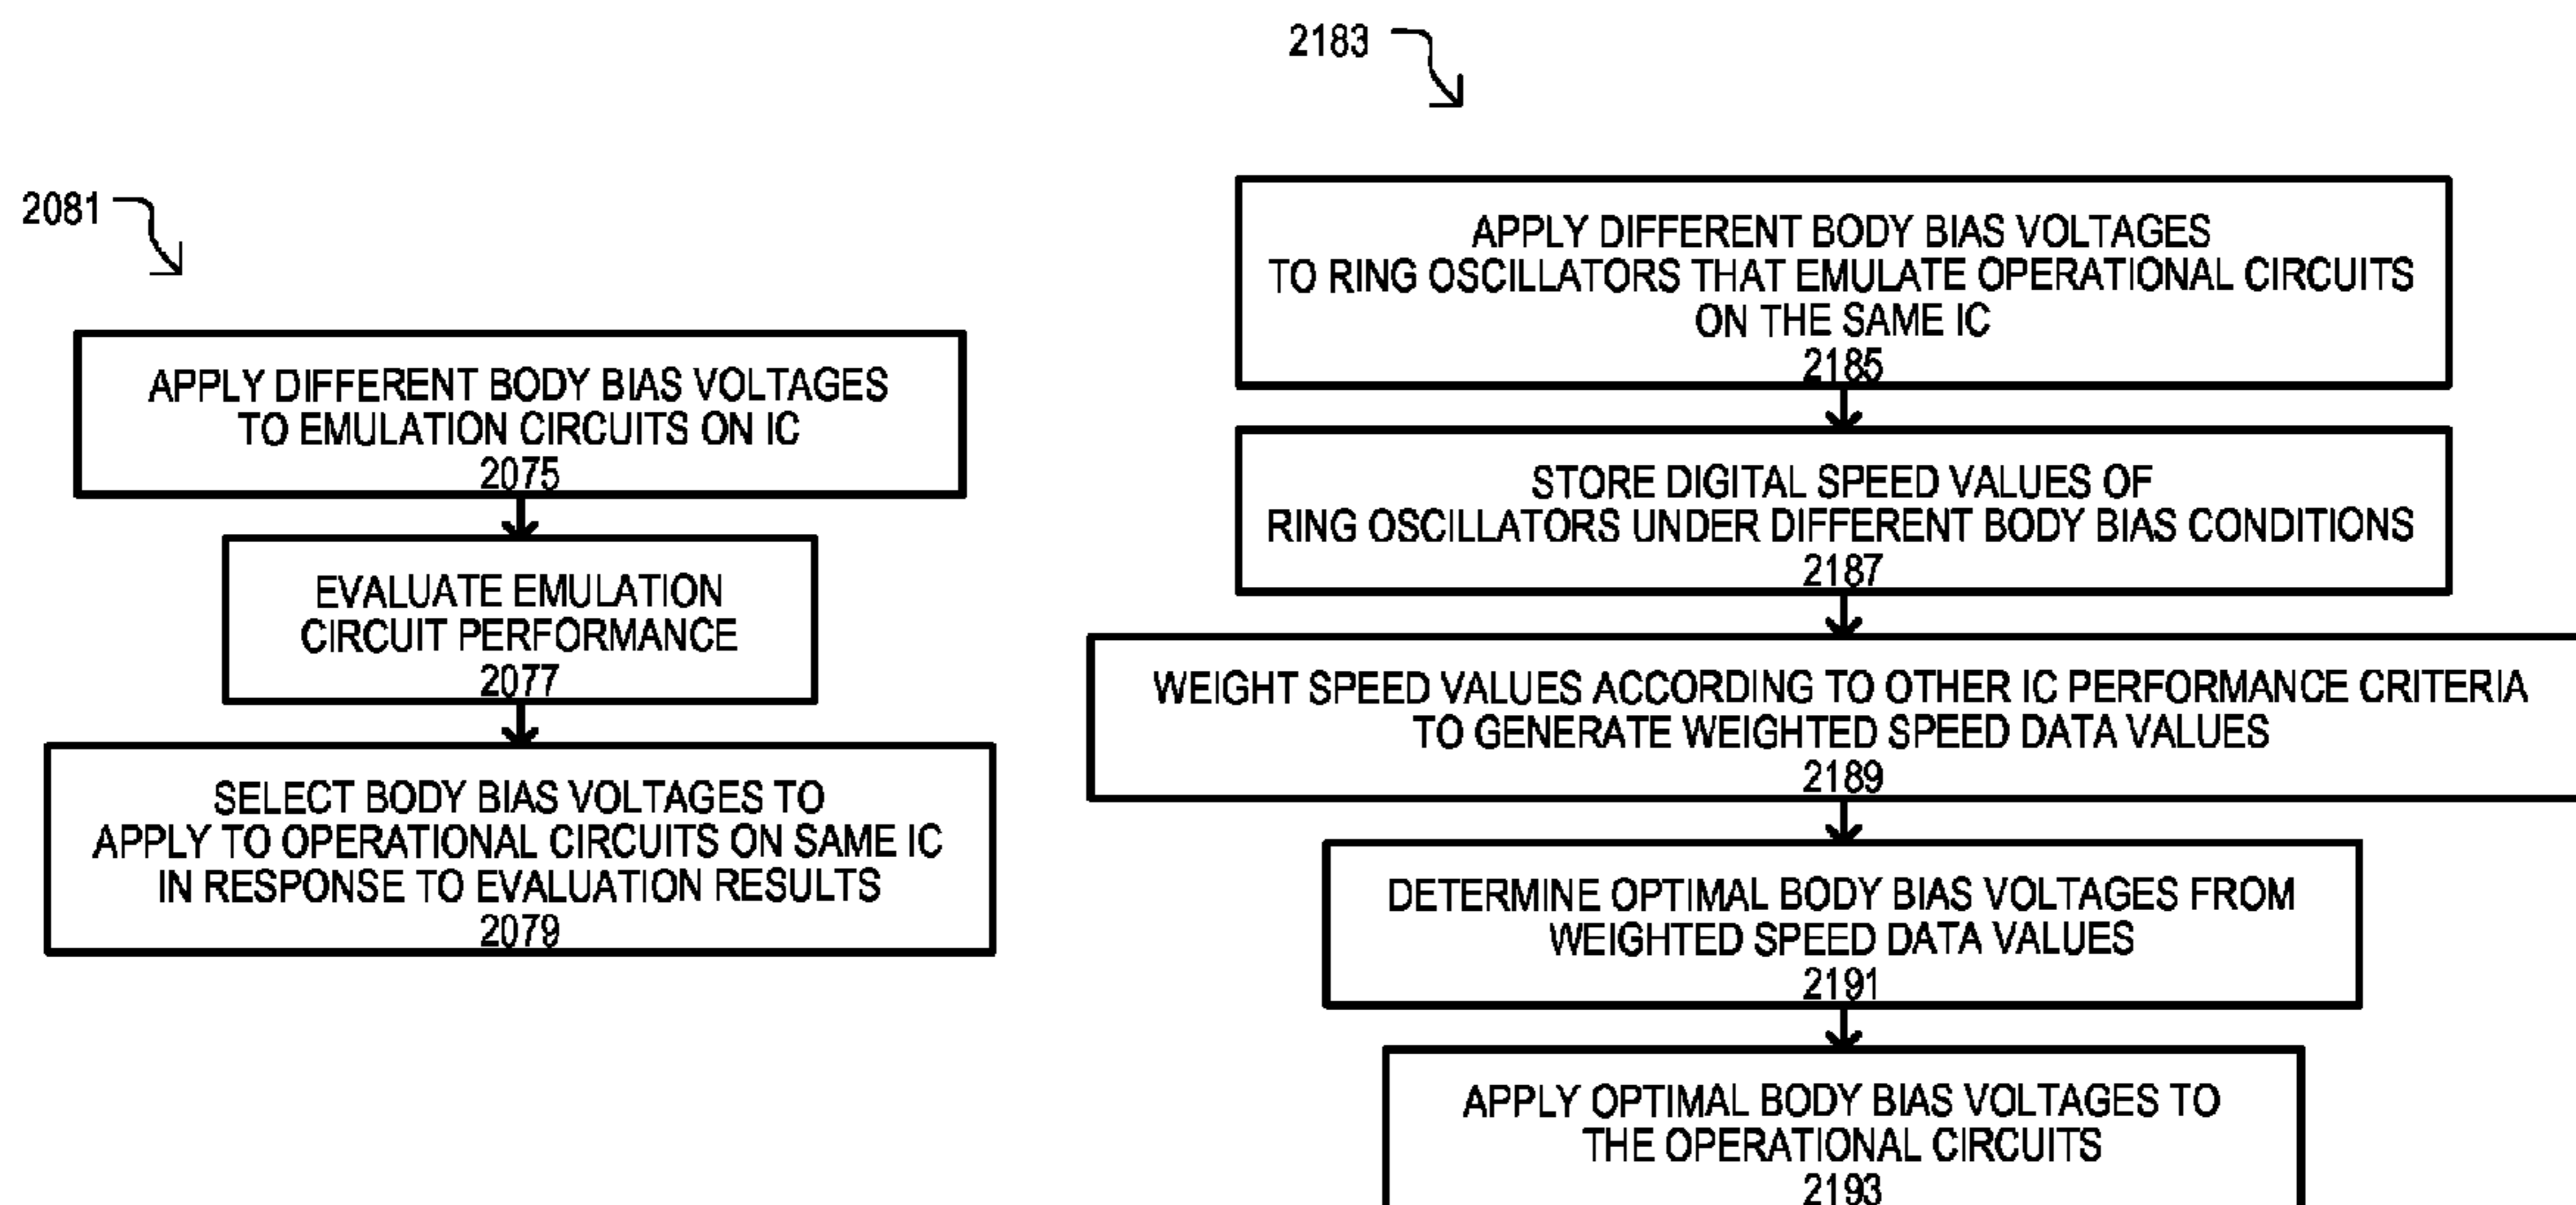 2081
APPLY DIFFERENT BODY BIAS VOLTAGES
TO EMULATION CIRCUITS ON IC
2075
EVALUATE EMULATION
CIRCUIT PERFORMANCE
2077
SELECT BODY BIAS VOLTAGES TO
APPLY TO OPERATIONAL CIRCUITS ON SAME IC
IN RESPONSE TO EVALUATION RESULTS
2079
2183
APPLY DIFFERENT BODY BIAS VOLTAGES
TO RING OSCILLATORS THAT EMULATE OPERATIONAL CIRCUITS
ON THE SAME IC
2185
STORE DIGITAL SPEED VALUES OF
RING OSCILLATORS UNDER DIFFERENT BODY BIAS CONDITIONS
2187
WEIGHT SPEED VALUES ACCORDING TO OTHER IC PERFORMANCE CRITERIA
TO GENERATE WEIGHTED SPEED DATA VALUES
2189
DETERMINE OPTIMAL BODY BIAS VOLTAGES FROM
WEIGHTED SPEED DATA VALUES
2191
APPLY OPTIMAL BODY BIAS VOLTAGES TO
THE OPERATIONAL CIRCUITS
2193